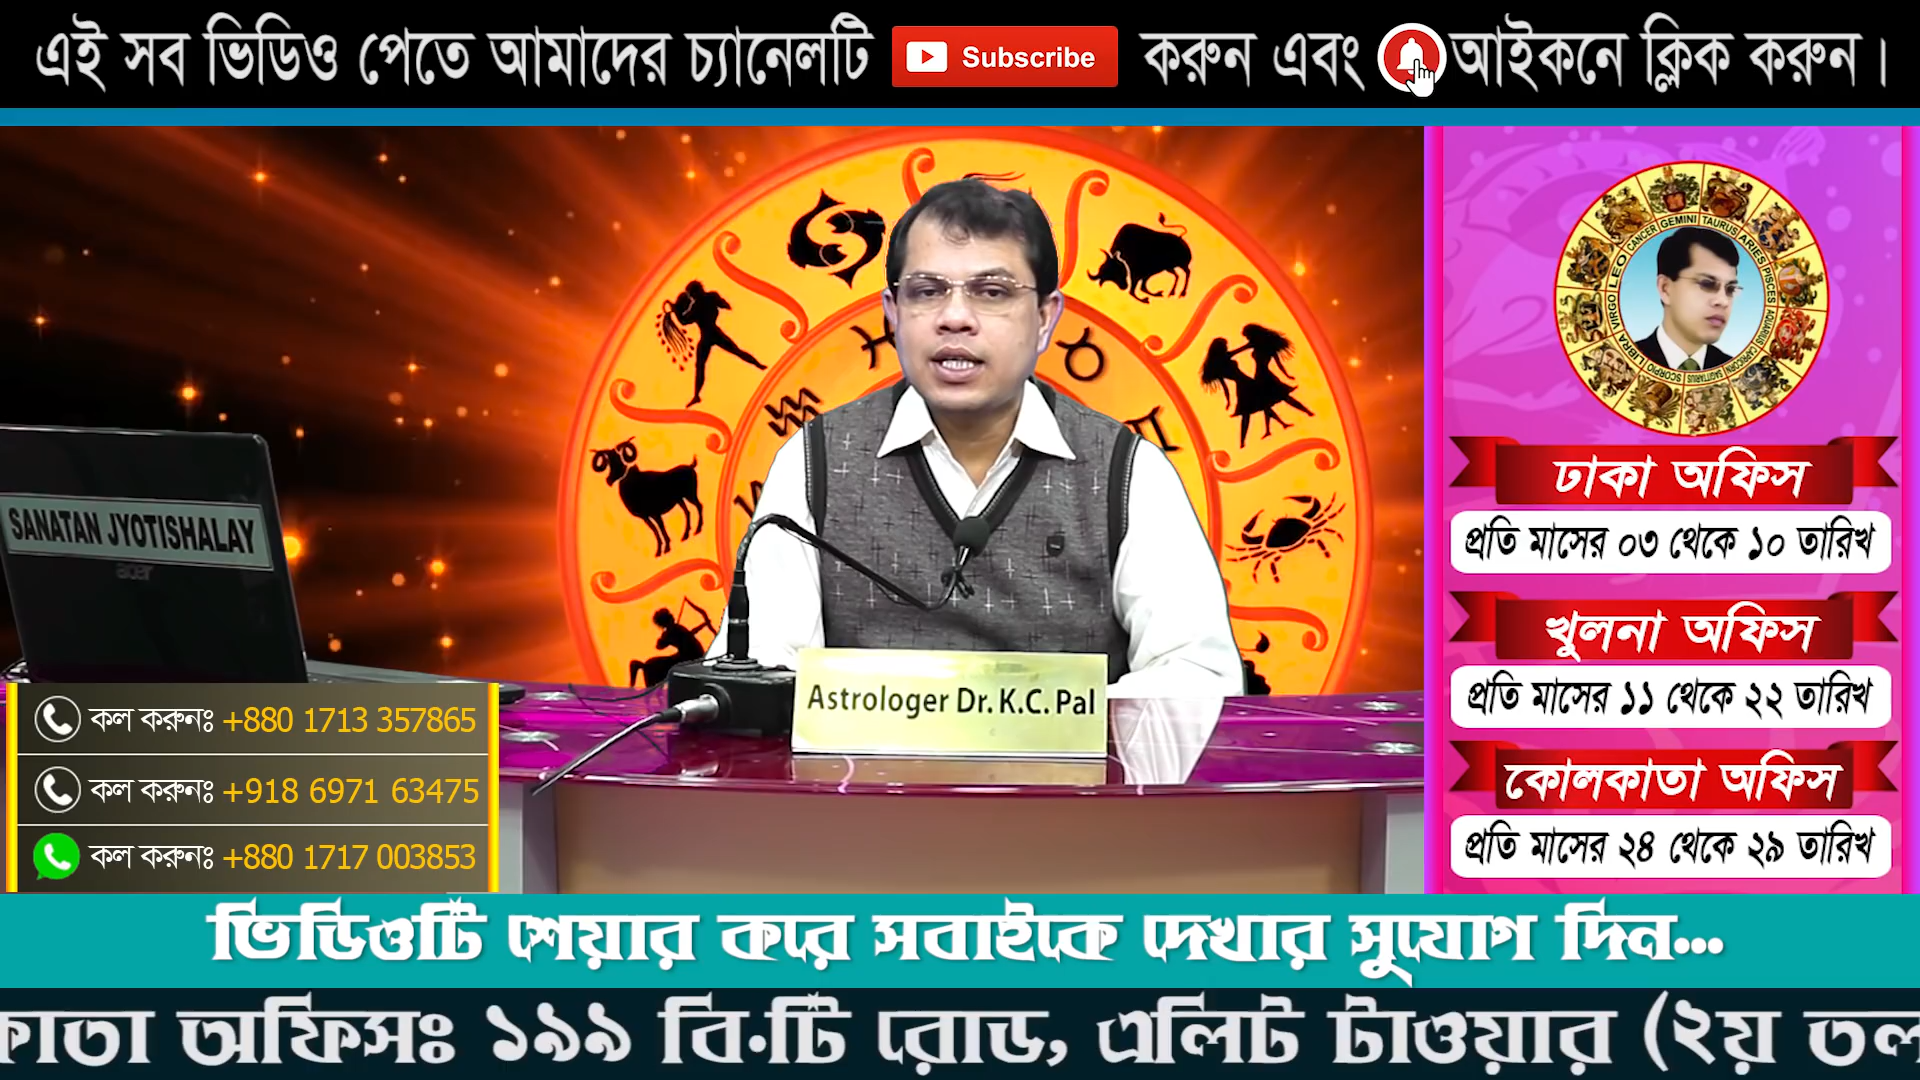 এই সব ভিডিও পেতে আমাদের চ্যানেলটি Subscribe করুন এবং আইকনে ক্লিক করুন।
SANATAN JYOTISHALAY
acer
Astrologer Dr. K.C. Pal
কল করুনঃ +880 1713 357865
কল করুনঃ +918 6971 63475
কল করুনঃ +880 1717 003853
LIBRA VIRGO LEO CANCER GEMINI TAURUS ARIES PISCES AQUARIUS CAPRICORN SAGITTARIUS SCORPIO
ঢাকা অফিস
প্রতি মাসের ০৩ থেকে ১০ তারিখ
খুলনা অফিস
প্রতি মাসের ১১ থেকে ২২ তারিখ
কোলকাতা অফিস
প্রতি মাসের ২৪ থেকে ২৯ তারিখ
ভিডিওটি শেয়ার করে সবাইকে দেখার সুযোগ দিন...
অফিসঃ ১৯৯ বি.টি রোড, এলিট টাওয়ার (২য়